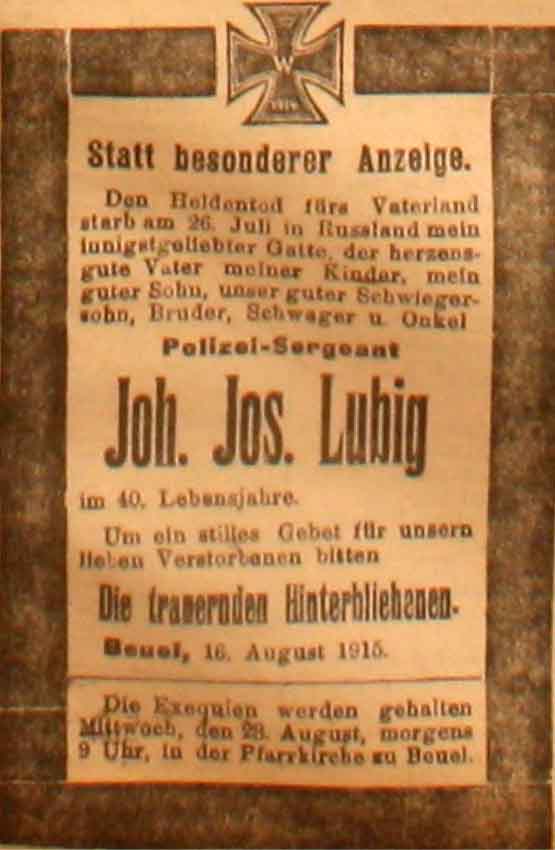 W
1914
Statt besonderer Anzeige.
Den Heldentod fürs Vaterland
starb am 26. Juli in Russland mein
innigstgeliebter Gatte, der herzens-
gute Vater meiner Kinder, mein
guter Sohn, unser guter Schwieger-
sohn, Bruder, Schwager u. Onkel
Polizei-Sergeant
Joh. Jos. Lubig
im 40. Lebensjahre.
Um ein stilles Gebet für unsern
lieben Verstorbenen bitten
Die trauernden Hinterbliebenen.
Beuel, 16. August 1915.
Die Exequien werden gehalten
Mittwoch, den August, morgens
9 Uhr, in der Pfarrkirche zu Beuel.